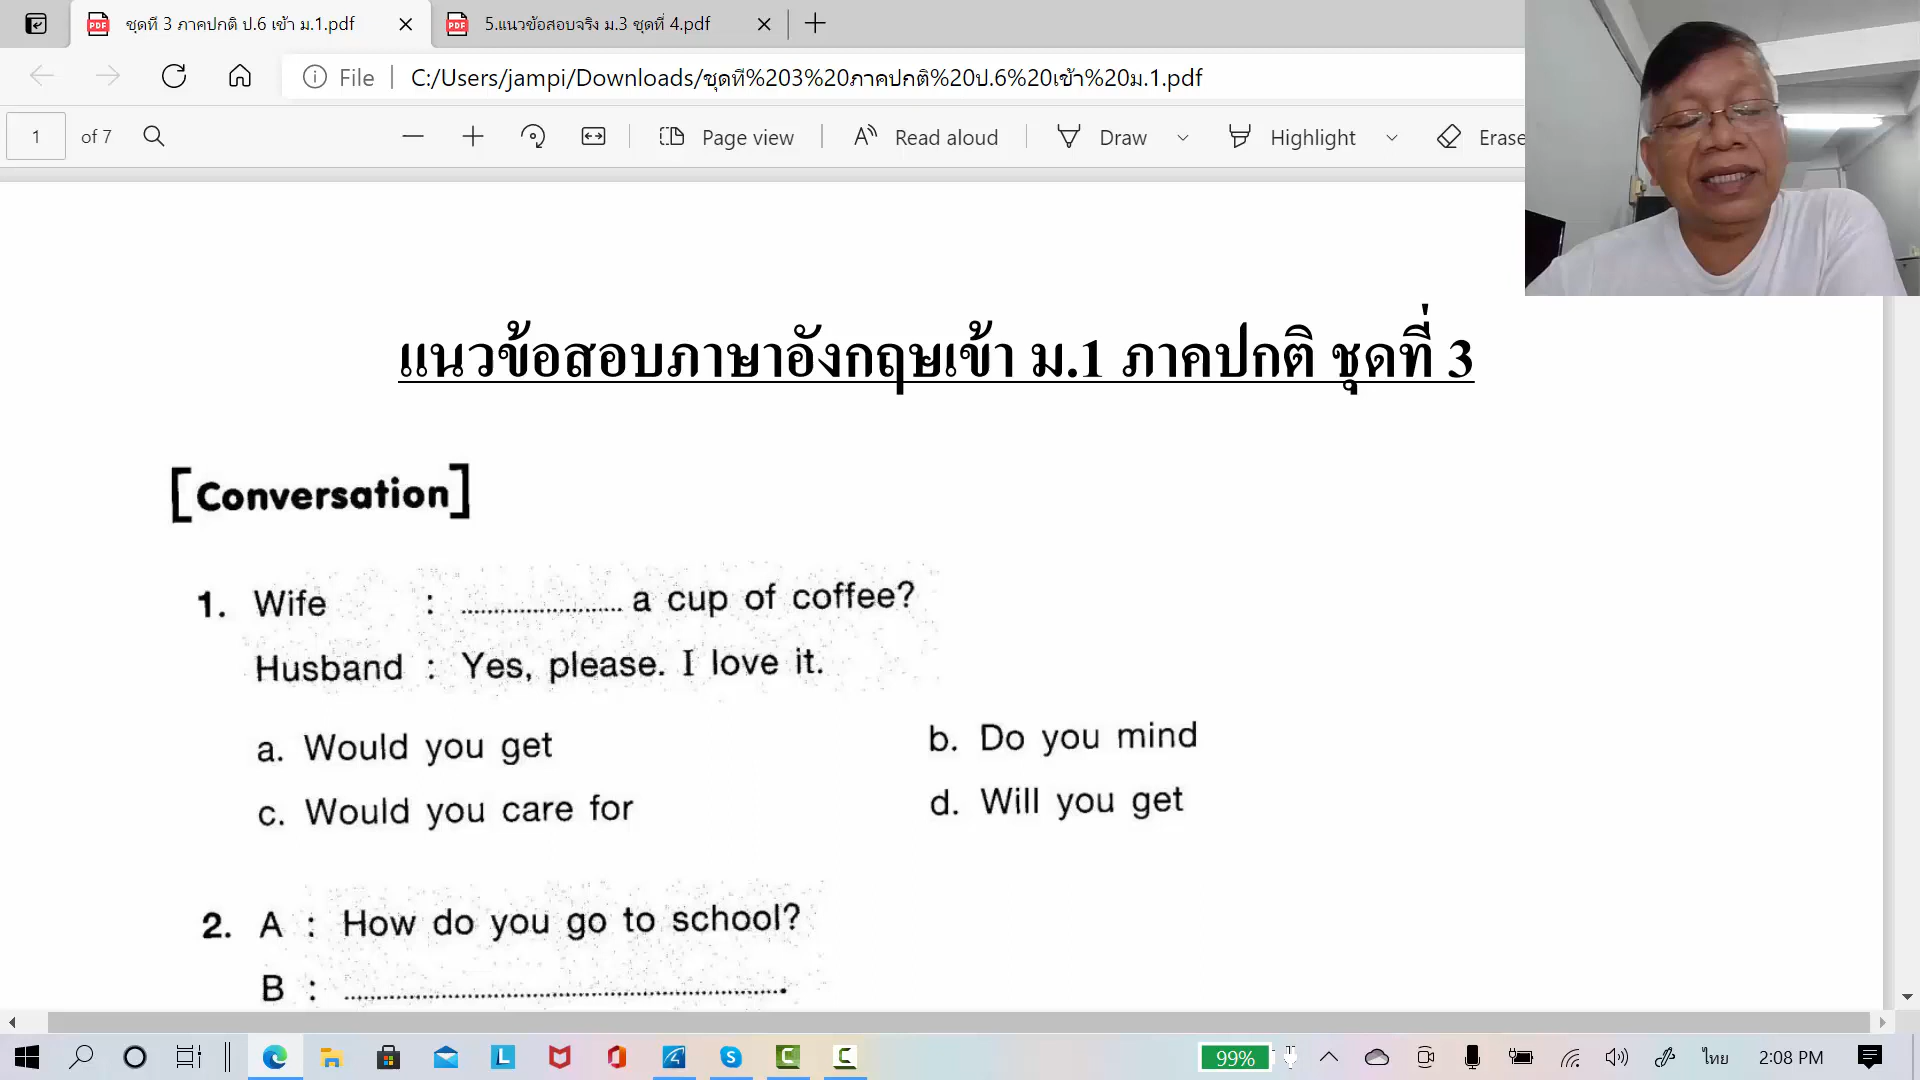 ชุดที่ 3 ภาคปกติ ป.6 เข้า ม.1.pdf
5.แนวข้อสอบจริง ม.3 ชุดที่ 4.pdf
File
C:/Users/jampi/Downloads/ชุดที่%203%20ภาคปกติ%20ป.6%20เข้า%20ม.1.pdf
1 of 7
Page view
Read aloud
Draw
Highlight
Erase
แนวข้อสอบภาษาอังกฤษเข้า ม.1 ภาคปกติ ชุดที่ 3
[Conversation]
1. Wife : ........................ a cup of coffee?
Husband : Yes, please. I love it.
a. Would you get
b. Do you mind
c. Would you care for
d. Will you get
2. A : How do you go to school?
B : .................................................................
99%
ไทย
2:08 PM